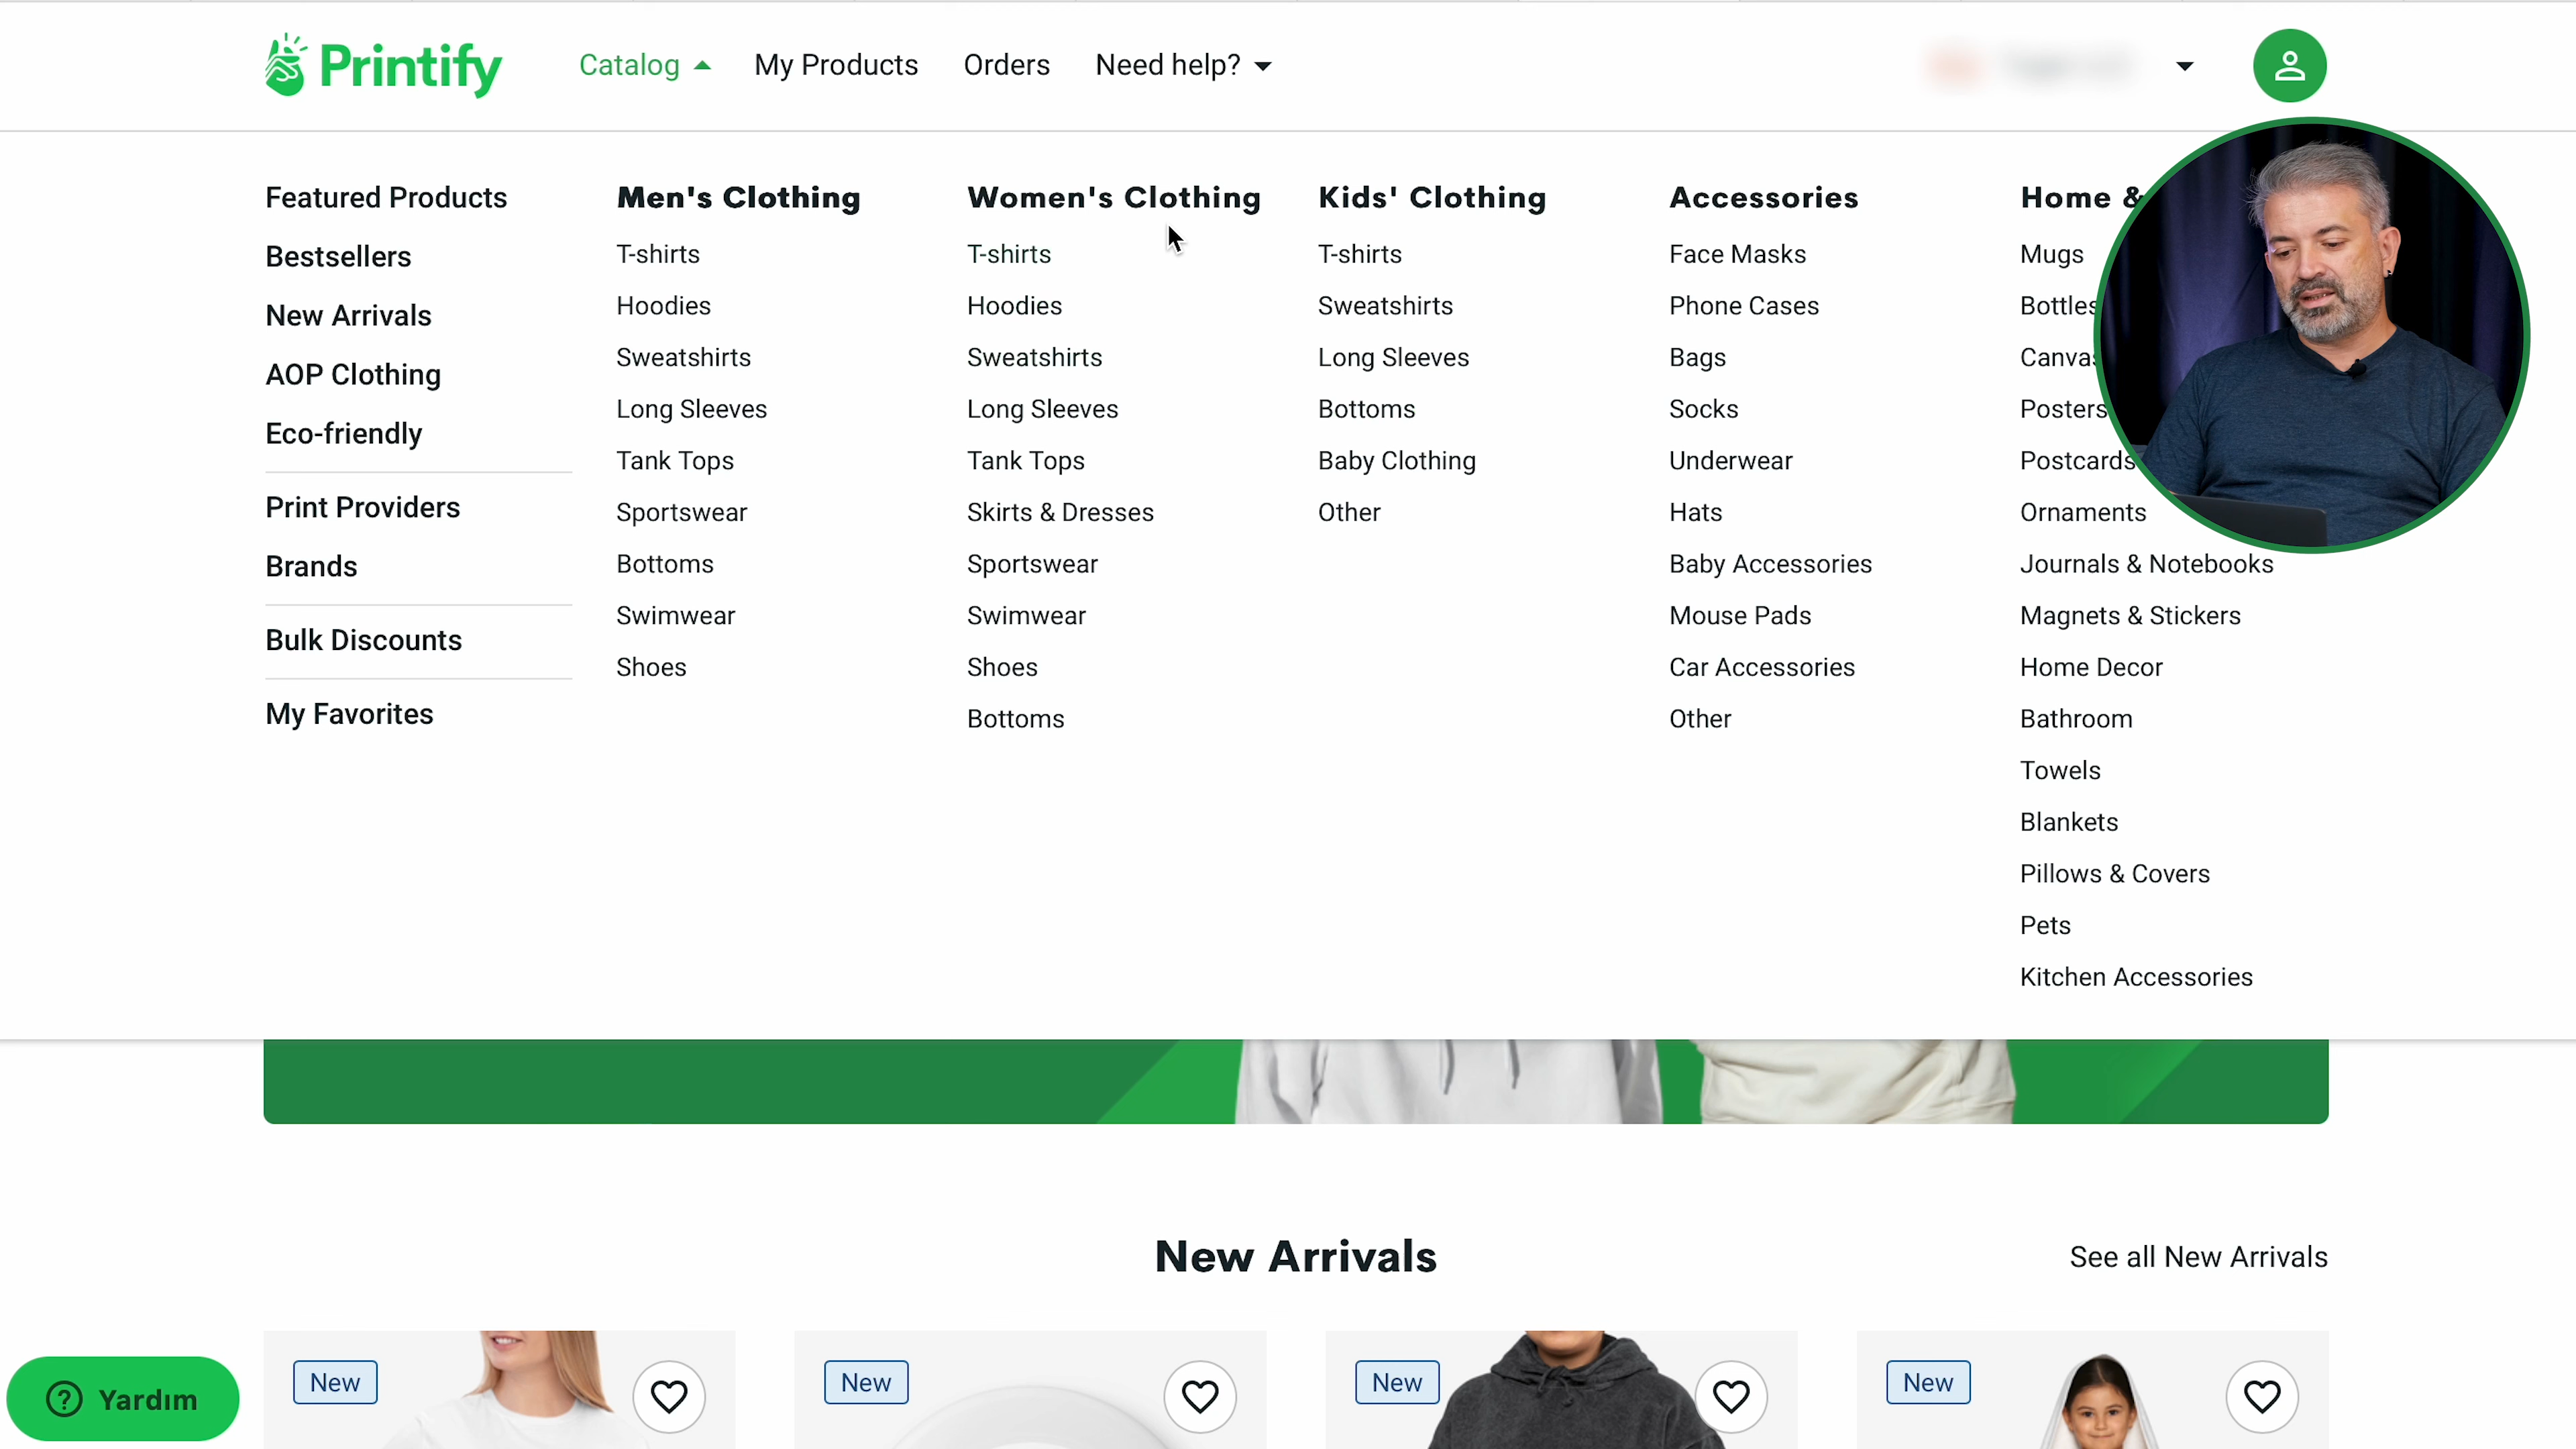 Printify
Catalog My Products Orders Need help?
Featured Products
Bestsellers
New Arrivals
AOP Clothing
Eco-friendly
Print Providers
Brands
Bulk Discounts
My Favorites
Men's Clothing
T-shirts
Hoodies
Sweatshirts
Long Sleeves
Tank Tops
Sportswear
Bottoms
Swimwear
Shoes
Women's Clothing
T-shirts
Hoodies
Sweatshirts
Long Sleeves
Tank Tops
Skirts & Dresses
Sportswear
Swimwear
Shoes
Bottoms
Kids' Clothing
T-shirts
Sweatshirts
Long Sleeves
Bottoms
Baby Clothing
Other
Accessories
Face Masks
Phone Cases
Bags
Socks
Underwear
Hats
Baby Accessories
Mouse Pads
Car Accessories
Other
Home &
Mugs
Bottles
Canvas
Posters
Postcards
Ornaments
Journals & Notebooks
Magnets & Stickers
Home Decor
Bathroom
Towels
Blankets
Pillows & Covers
Pets
Kitchen Accessories
New Arrivals
See all New Arrivals
New
New
New
New
Yardım